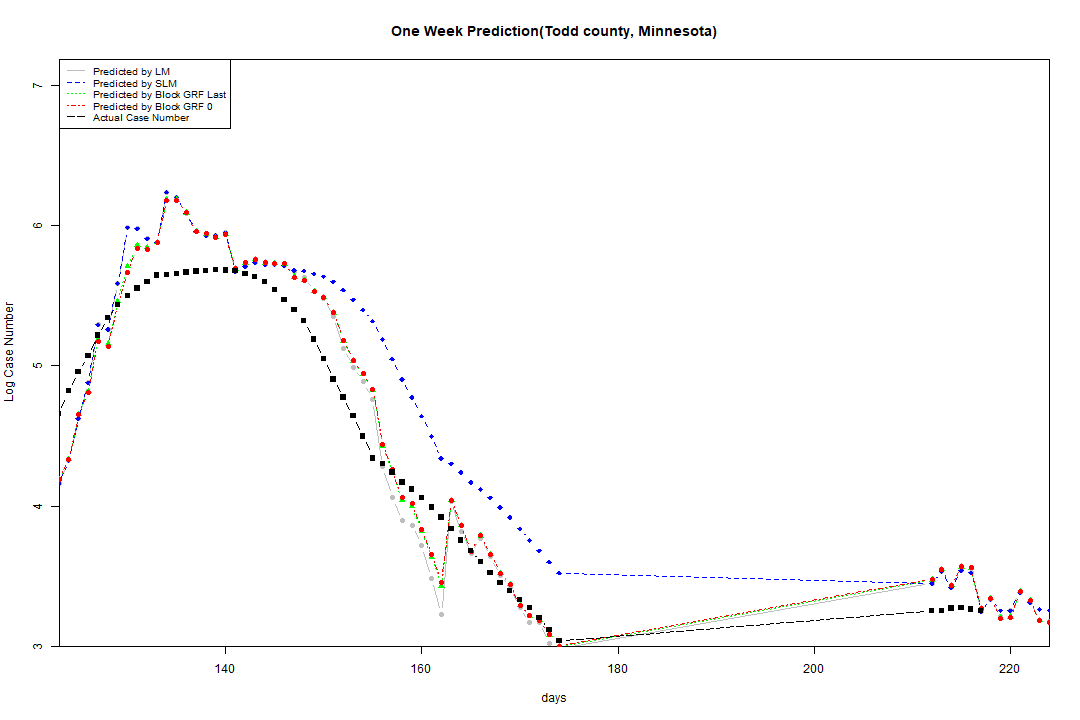 One Week Prediction(Todd county, Minnesota)
Predicted by LM
Predicted by SLM
Predicted by Block GRF Last
Predicted by Block GRF 0
Actual Case Number
7
6
5
4
3
Log Case Number
140 160 180 200 220
days